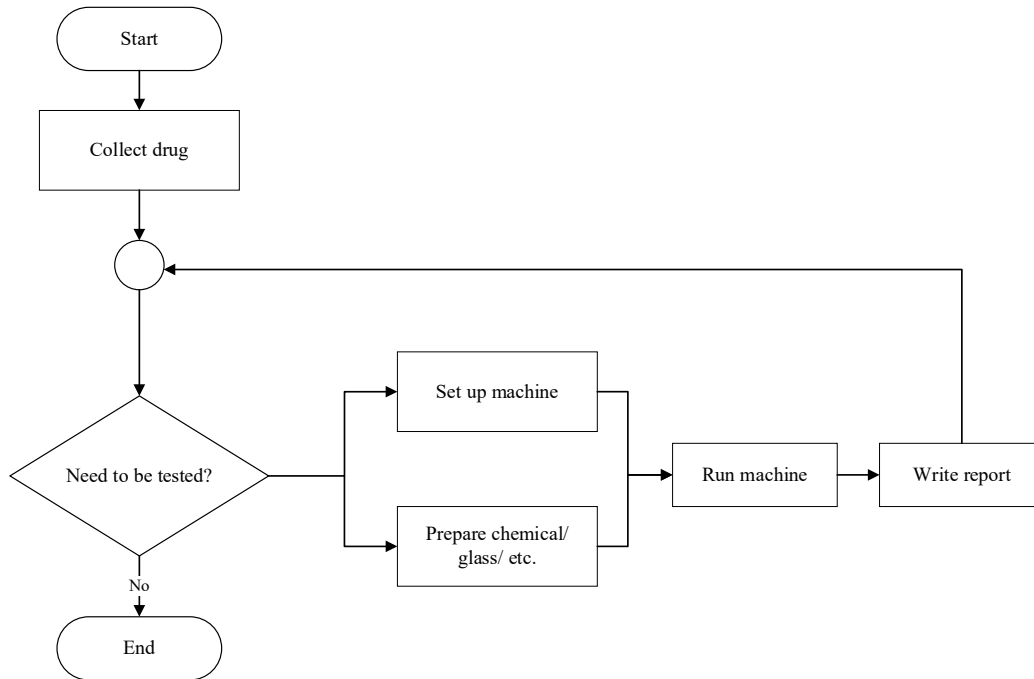 Start
Collect drug
Set up machine
Need to be tested?
Run machine
Write report
Prepare chemical/
glass/ etc.
No
End